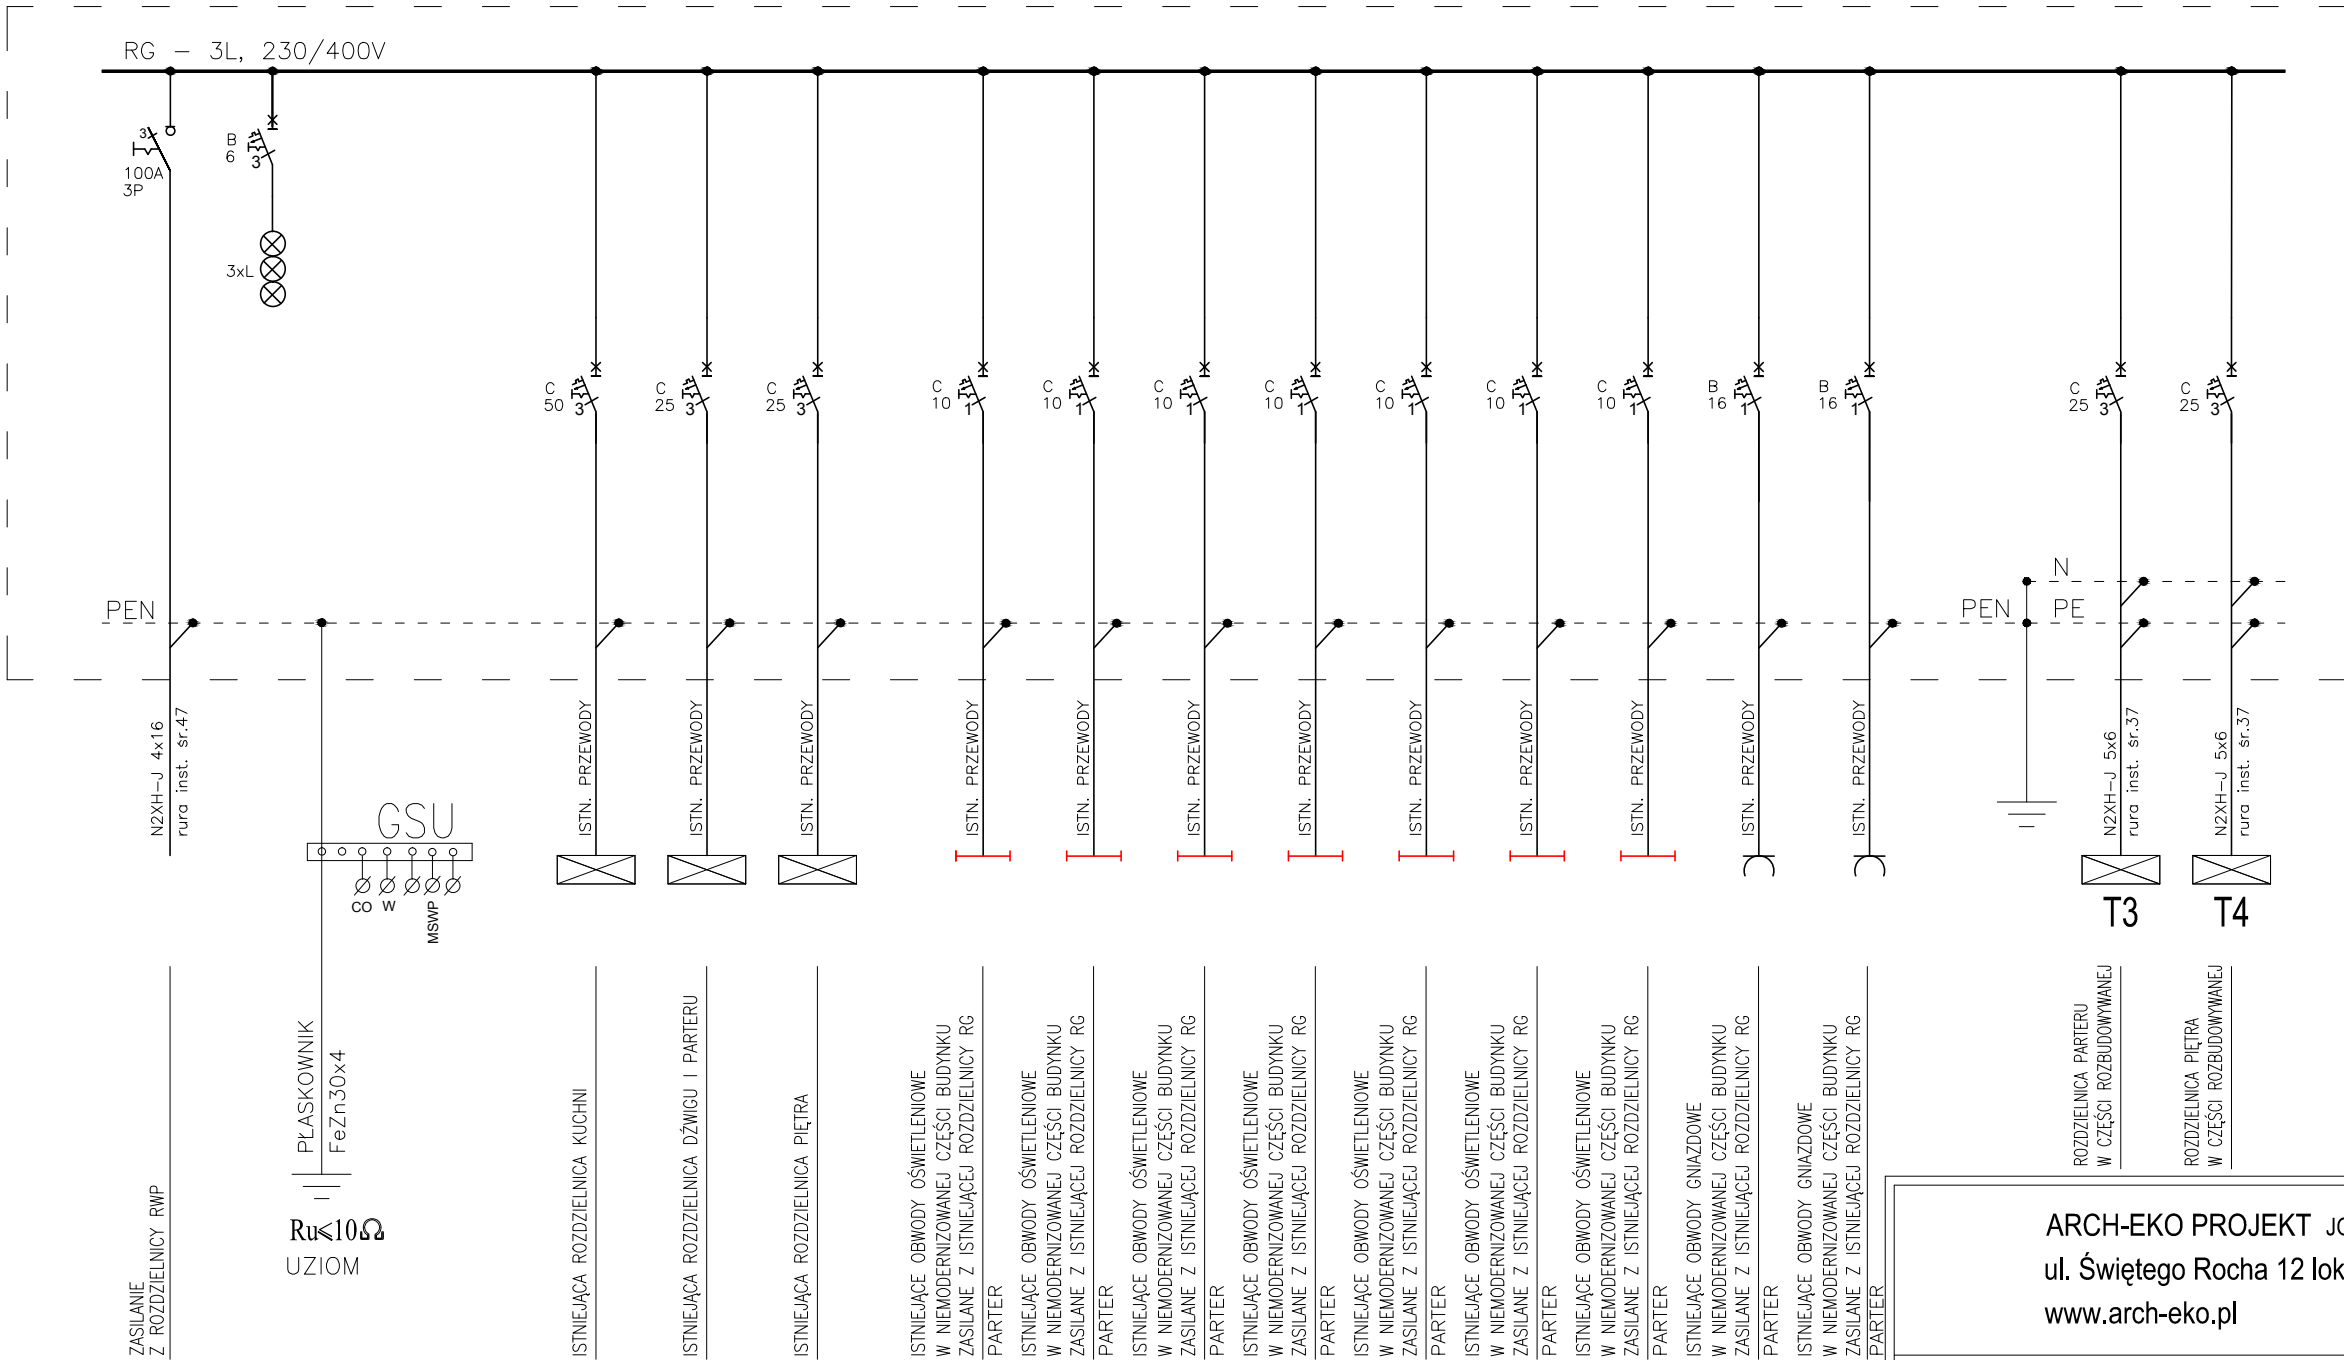 RG – 3L, 230/400V
3
100A
3P
B
6
3
3xL
C
50
3
C
25
3
C
25
3
C
10
1
C
10
1
C
10
1
C
10
1
C
10
1
C
10
1
C
10
1
B
16
1
B
16
1
C
25
3
C
25
3
PEN
N
PEN
PE
N2XH–J 4x16
rura inst. śr.47
GSU
CO
W
MSWP
ISTN. PRZEWODY
ISTN. PRZEWODY
ISTN. PRZEWODY
ISTN. PRZEWODY
ISTN. PRZEWODY
ISTN. PRZEWODY
ISTN. PRZEWODY
ISTN. PRZEWODY
ISTN. PRZEWODY
ISTN. PRZEWODY
ISTN. PRZEWODY
ISTN. PRZEWODY
N2XH–J 5x6
rura inst. śr.37
N2XH–J 5x6
rura inst. śr.37
T3
T4
ZASILANIE
Z ROZDZIELNICY RWP
PŁASKOWNIK
FeZn30x4
Ru⩽10Ω
UZIOM
ISTNIEJĄCA ROZDZIELNICA KUCHNI
ISTNIEJĄCA ROZDZIELNICA DŹWIGU I PARTERU
ISTNIEJĄCA ROZDZIELNICA PIĘTRA
ISTNIEJĄCE OBWODY OŚWIETLENIOWE
W NIEMODERNIZOWANEJ CZĘŚCI BUDYNKU
ZASILANE Z ISTNIEJĄCEJ ROZDZIELNICY RG
PARTER
ISTNIEJĄCE OBWODY OŚWIETLENIOWE
W NIEMODERNIZOWANEJ CZĘŚCI BUDYNKU
ZASILANE Z ISTNIEJĄCEJ ROZDZIELNICY RG
PARTER
ISTNIEJĄCE OBWODY OŚWIETLENIOWE
W NIEMODERNIZOWANEJ CZĘŚCI BUDYNKU
ZASILANE Z ISTNIEJĄCEJ ROZDZIELNICY RG
PARTER
ISTNIEJĄCE OBWODY OŚWIETLENIOWE
W NIEMODERNIZOWANEJ CZĘŚCI BUDYNKU
ZASILANE Z ISTNIEJĄCEJ ROZDZIELNICY RG
PARTER
ISTNIEJĄCE OBWODY OŚWIETLENIOWE
W NIEMODERNIZOWANEJ CZĘŚCI BUDYNKU
ZASILANE Z ISTNIEJĄCEJ ROZDZIELNICY RG
PARTER
ISTNIEJĄCE OBWODY OŚWIETLENIOWE
W NIEMODERNIZOWANEJ CZĘŚCI BUDYNKU
ZASILANE Z ISTNIEJĄCEJ ROZDZIELNICY RG
PARTER
ISTNIEJĄCE OBWODY OŚWIETLENIOWE
W NIEMODERNIZOWANEJ CZĘŚCI BUDYNKU
ZASILANE Z ISTNIEJĄCEJ ROZDZIELNICY RG
PARTER
ISTNIEJĄCE OBWODY GNIAZDOWE
W NIEMODERNIZOWANEJ CZĘŚCI BUDYNKU
ZASILANE Z ISTNIEJĄCEJ ROZDZIELNICY RG
PARTER
ISTNIEJĄCE OBWODY GNIAZDOWE
W NIEMODERNIZOWANEJ CZĘŚCI BUDYNKU
ZASILANE Z ISTNIEJĄCEJ ROZDZIELNICY RG
PARTER
ROZDZIELNICA PARTERU
W CZĘŚCI ROZBUDOWYWANEJ
ROZDZIELNICA PIĘTRA
W CZĘŚCI ROZBUDOWYWANEJ
ARCH-EKO PROJEKT
ul. Świętego Rocha 12 lok
www.arch-eko.pl